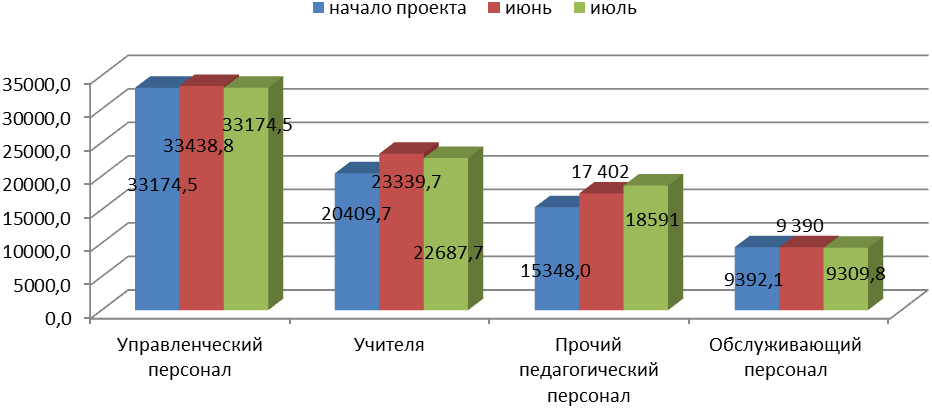 начало проекта июнь июль
35000,0
30000,0
25000,0
20000,0
15000,0
10000,0
5000,0
0,0
33174,5
33438,8
33174,5
20409,7
23339,7
22687,7
15348,0
17 402
18591
9392,1
9 390
9309,8
Управленческий
персонал
Учителя
Прочий
педагогический
персонал
Обслуживающий
персонал